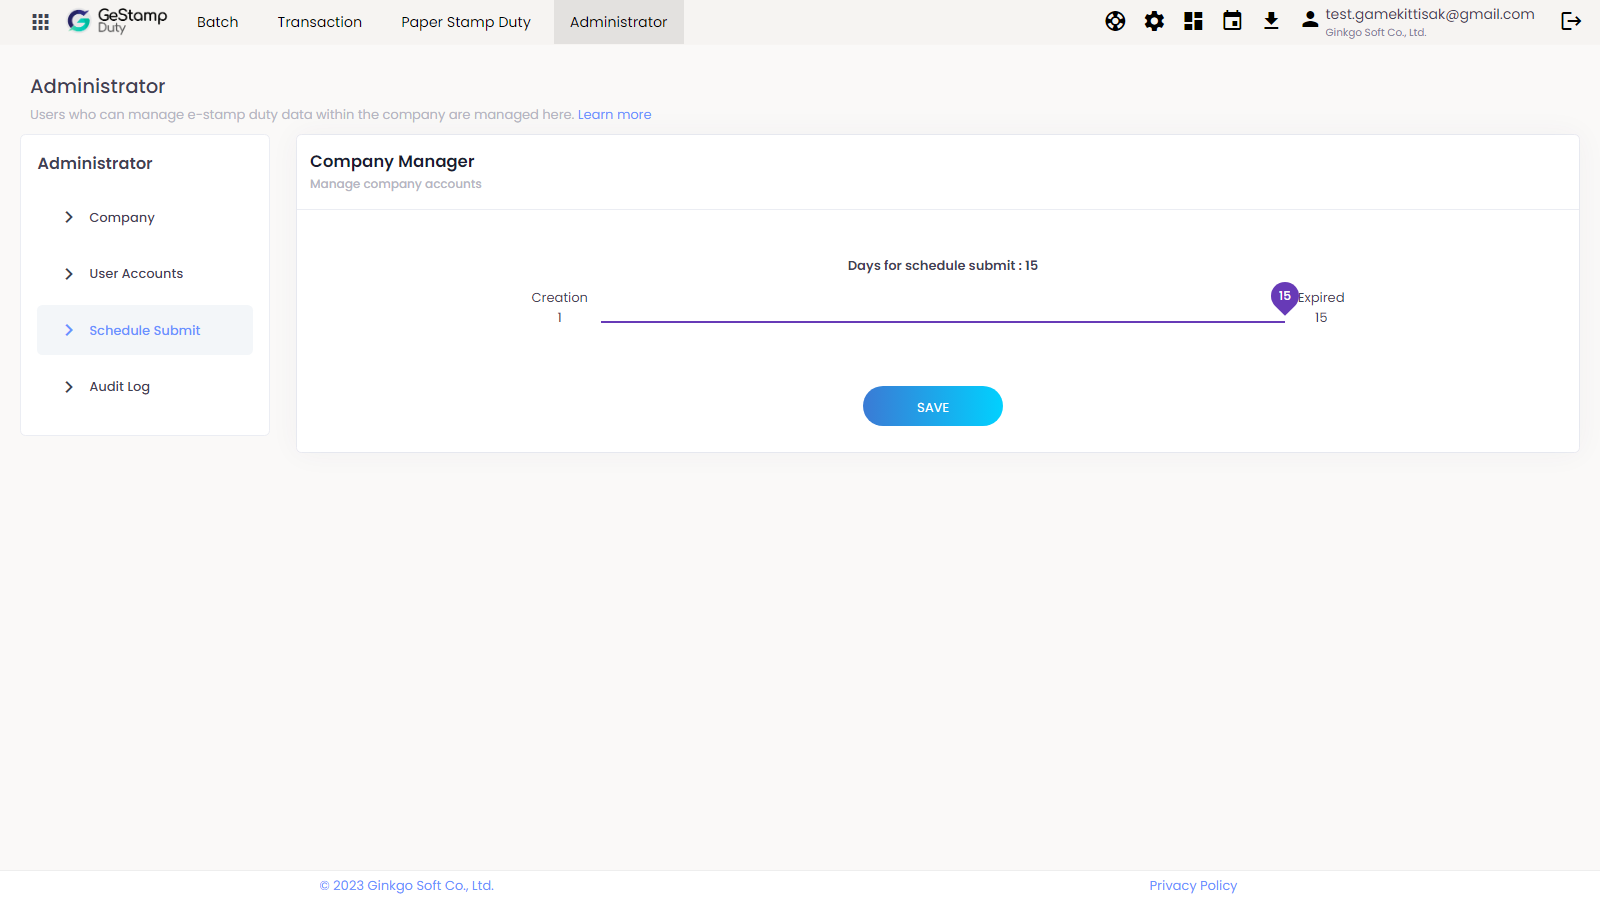 GeStamp
Duty
Batch
Transaction
Paper Stamp Duty
Administrator
test.gamekittisak@gmail.com
Ginkgo Soft Co., Ltd.
Administrator
Users who can manage e-stamp duty data within the company are managed here. Learn more
Administrator
Company
User Accounts
Schedule Submit
Audit Log
Company Manager
Manage company accounts
Days for schedule submit : 15
Creation
1
15
Expired
15
SAVE
© 2023 Ginkgo Soft Co., Ltd.
Privacy Policy